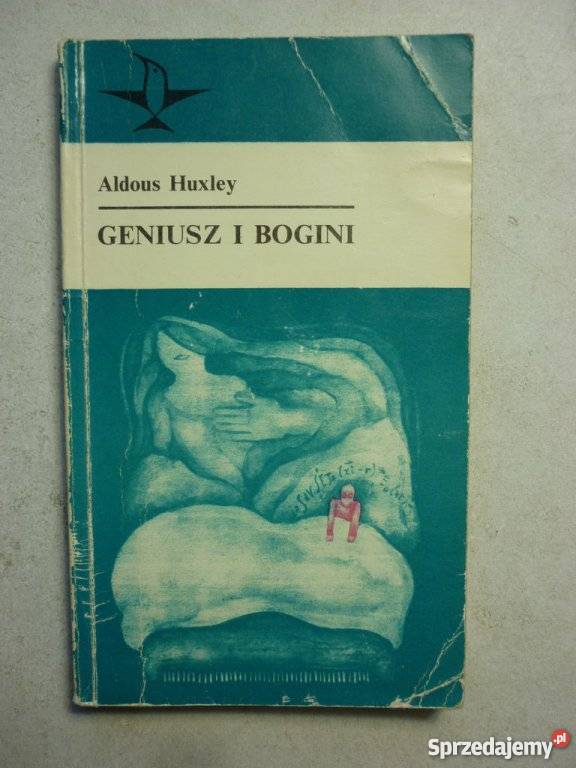 Aldous Huxley
GENIUSZ I BOGINI
Sprzedajemy.pl